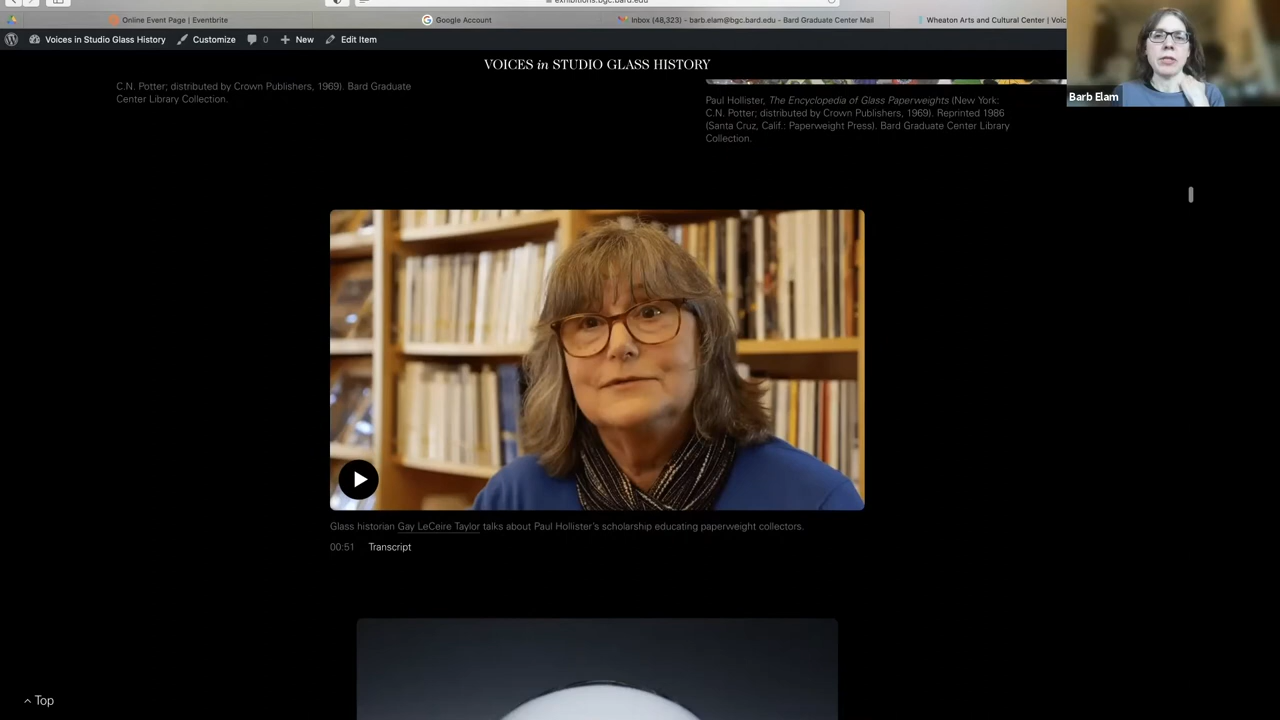 exhibitions.bgc.bard.edu
Online Event Page | Eventbrite
Google Account
Inbox (48,323) - barb.elam@bgc.bard.edu - Bard Graduate Center Mail
Wheaton Arts and Cultural Center | Voic
Voices in Studio Glass History
Customize
0
New
Edit Item
VOICES in STUDIO GLASS HISTORY
Barb Elam
C.N. Potter; distributed by Crown Publishers, 1969). Bard Graduate
Center Library Collection.
Paul Hollister, The Encyclopedia of Glass Paperweights (New York:
C.N. Potter; distributed by Crown Publishers, 1969). Reprinted 1986
(Santa Cruz, Calif.: Paperweight Press). Bard Graduate Center Library
Collection.
Glass historian Gay LeCleire Taylor talks about Paul Hollister's scholarship educating paperweight collectors.
00:51 Transcript
Top